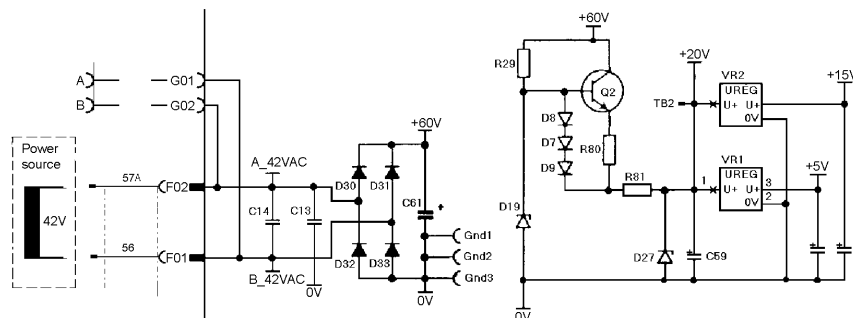 A
B
G01
G02
Power
source
42V
57A
56
F02
F01
A_42VAC
B_42VAC
C14
C13
0V
D30
D31
D32
D33
+60V
C61
+
Gnd1
Gnd2
Gnd3
0V
+60V
R29
Q2
D8
D7
D9
R80
R81
D19
D27
C59
+
0V
+20V
TB2
VR2
UREG
U+ U+
0V
+15V
VR1
UREG
1 U+ U+ 3
0V 2
+5V
+
+